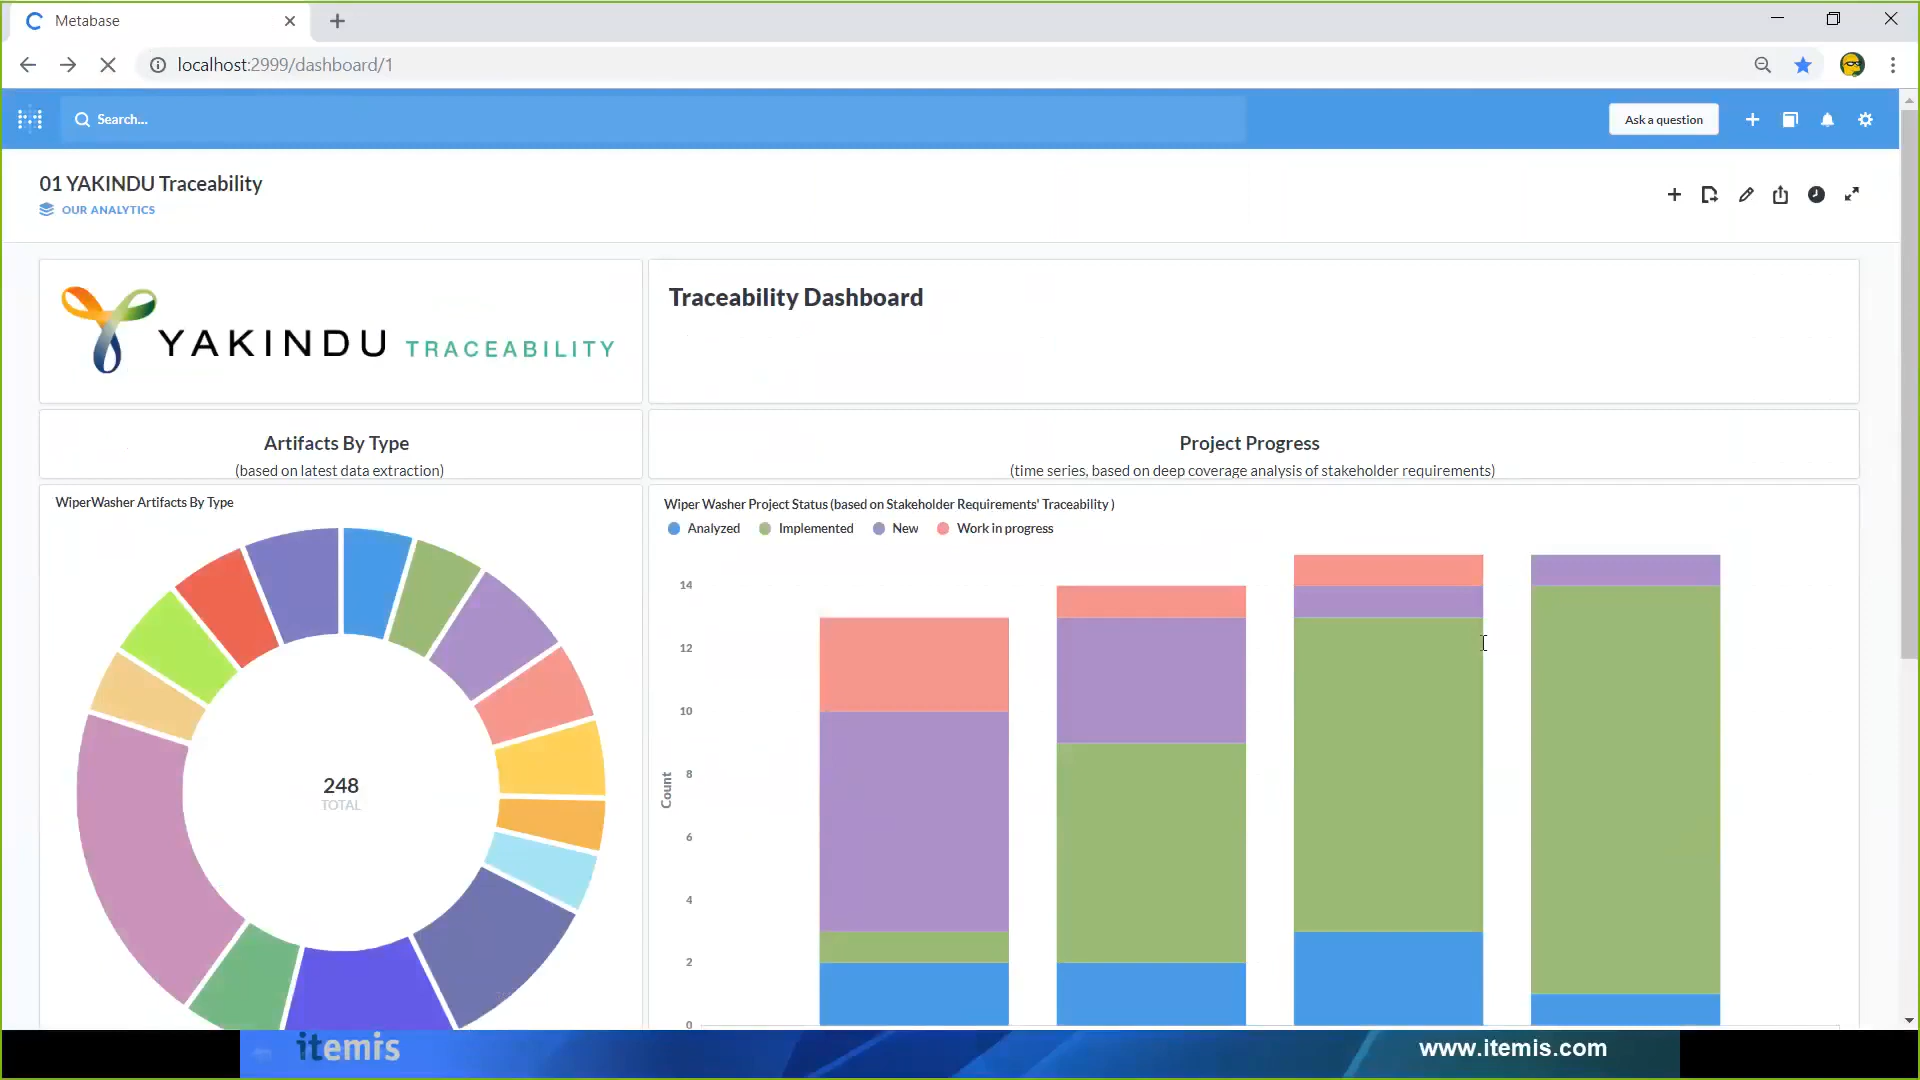 Metabase
localhost:2999/dashboard/1
Search...
Ask a question
01 YAKINDU Traceability
OUR ANALYTICS
YAKINDU TRACEABILITY
Traceability Dashboard
Artifacts By Type
(based on latest data extraction)
Project Progress
(time series, based on deep coverage analysis of stakeholder requirements)
WiperWasher Artifacts By Type
248
TOTAL
Wiper Washer Project Status (based on Stakeholder Requirements' Traceability )
Analyzed Implemented New Work in progress
14
12
10
8
6
4
2
0
Count
itemis
www.itemis.com